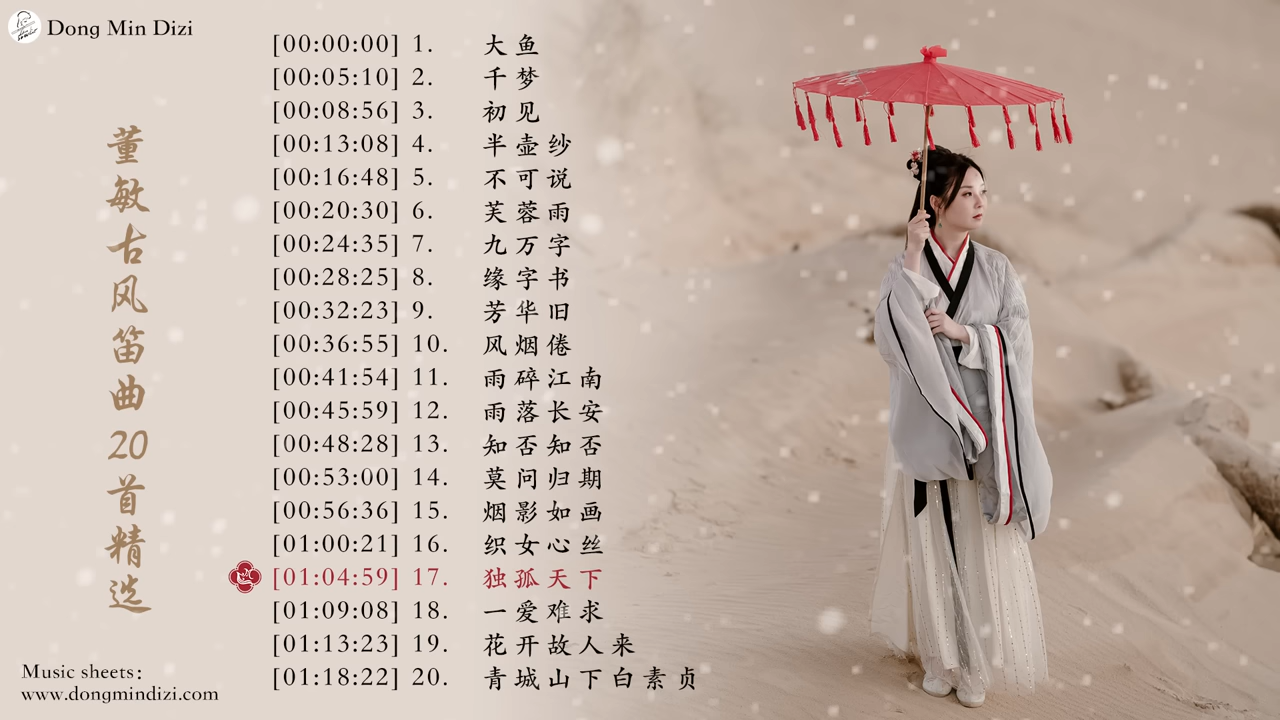 Dong Min Dizi
董敏古风笛曲20首精选
[00:00:00] 1. 大鱼
[00:05:10] 2. 千梦
[00:08:56] 3. 初见
[00:13:08] 4. 半壶纱
[00:16:48] 5. 不可说
[00:20:30] 6. 芙蓉雨
[00:24:35] 7. 九万字
[00:28:25] 8. 缘字书
[00:32:23] 9. 芳华旧
[00:36:55] 10. 风烟倦
[00:41:54] 11. 雨碎江南
[00:45:59] 12. 雨落长安
[00:48:28] 13. 知否知否
[00:53:00] 14. 莫问归期
[00:56:36] 15. 烟影如画
[01:00:21] 16. 织女心丝
[01:04:59] 17. 独孤天下
[01:09:08] 18. 一爱难求
[01:13:23] 19. 花开故人来
[01:18:22] 20. 青城山下白素贞
Music sheets:
www.dongmindizi.com